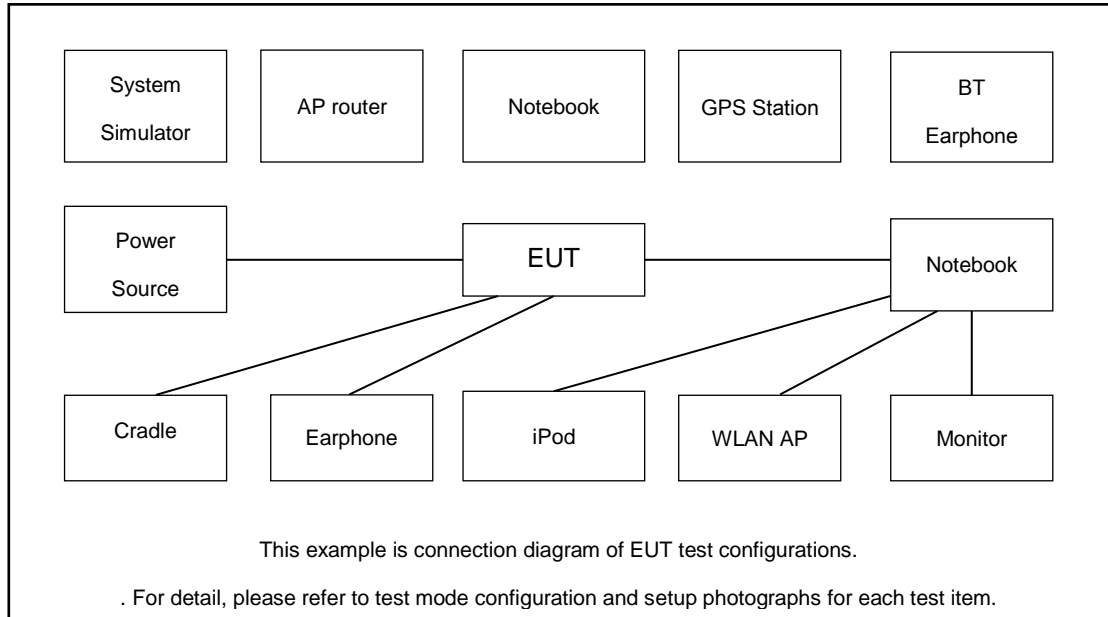 System
Simulator
AP router
Notebook
GPS Station
BT
Earphone
Power
Source
EUT
Notebook
Cradle
Earphone
iPod
WLAN AP
Monitor
This example is connection diagram of EUT test configurations.
. For detail, please refer to test mode configuration and setup photographs for each test item.